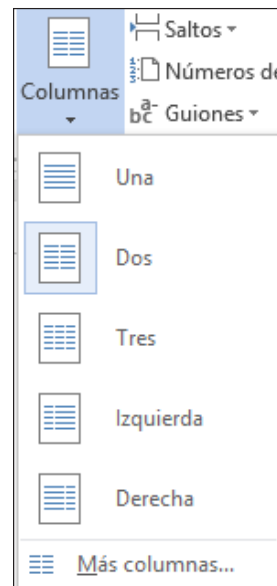 Saltos
Números de
Columnas
Guiones
Una
Dos
Tres
Izquierda
Derecha
Más columnas...